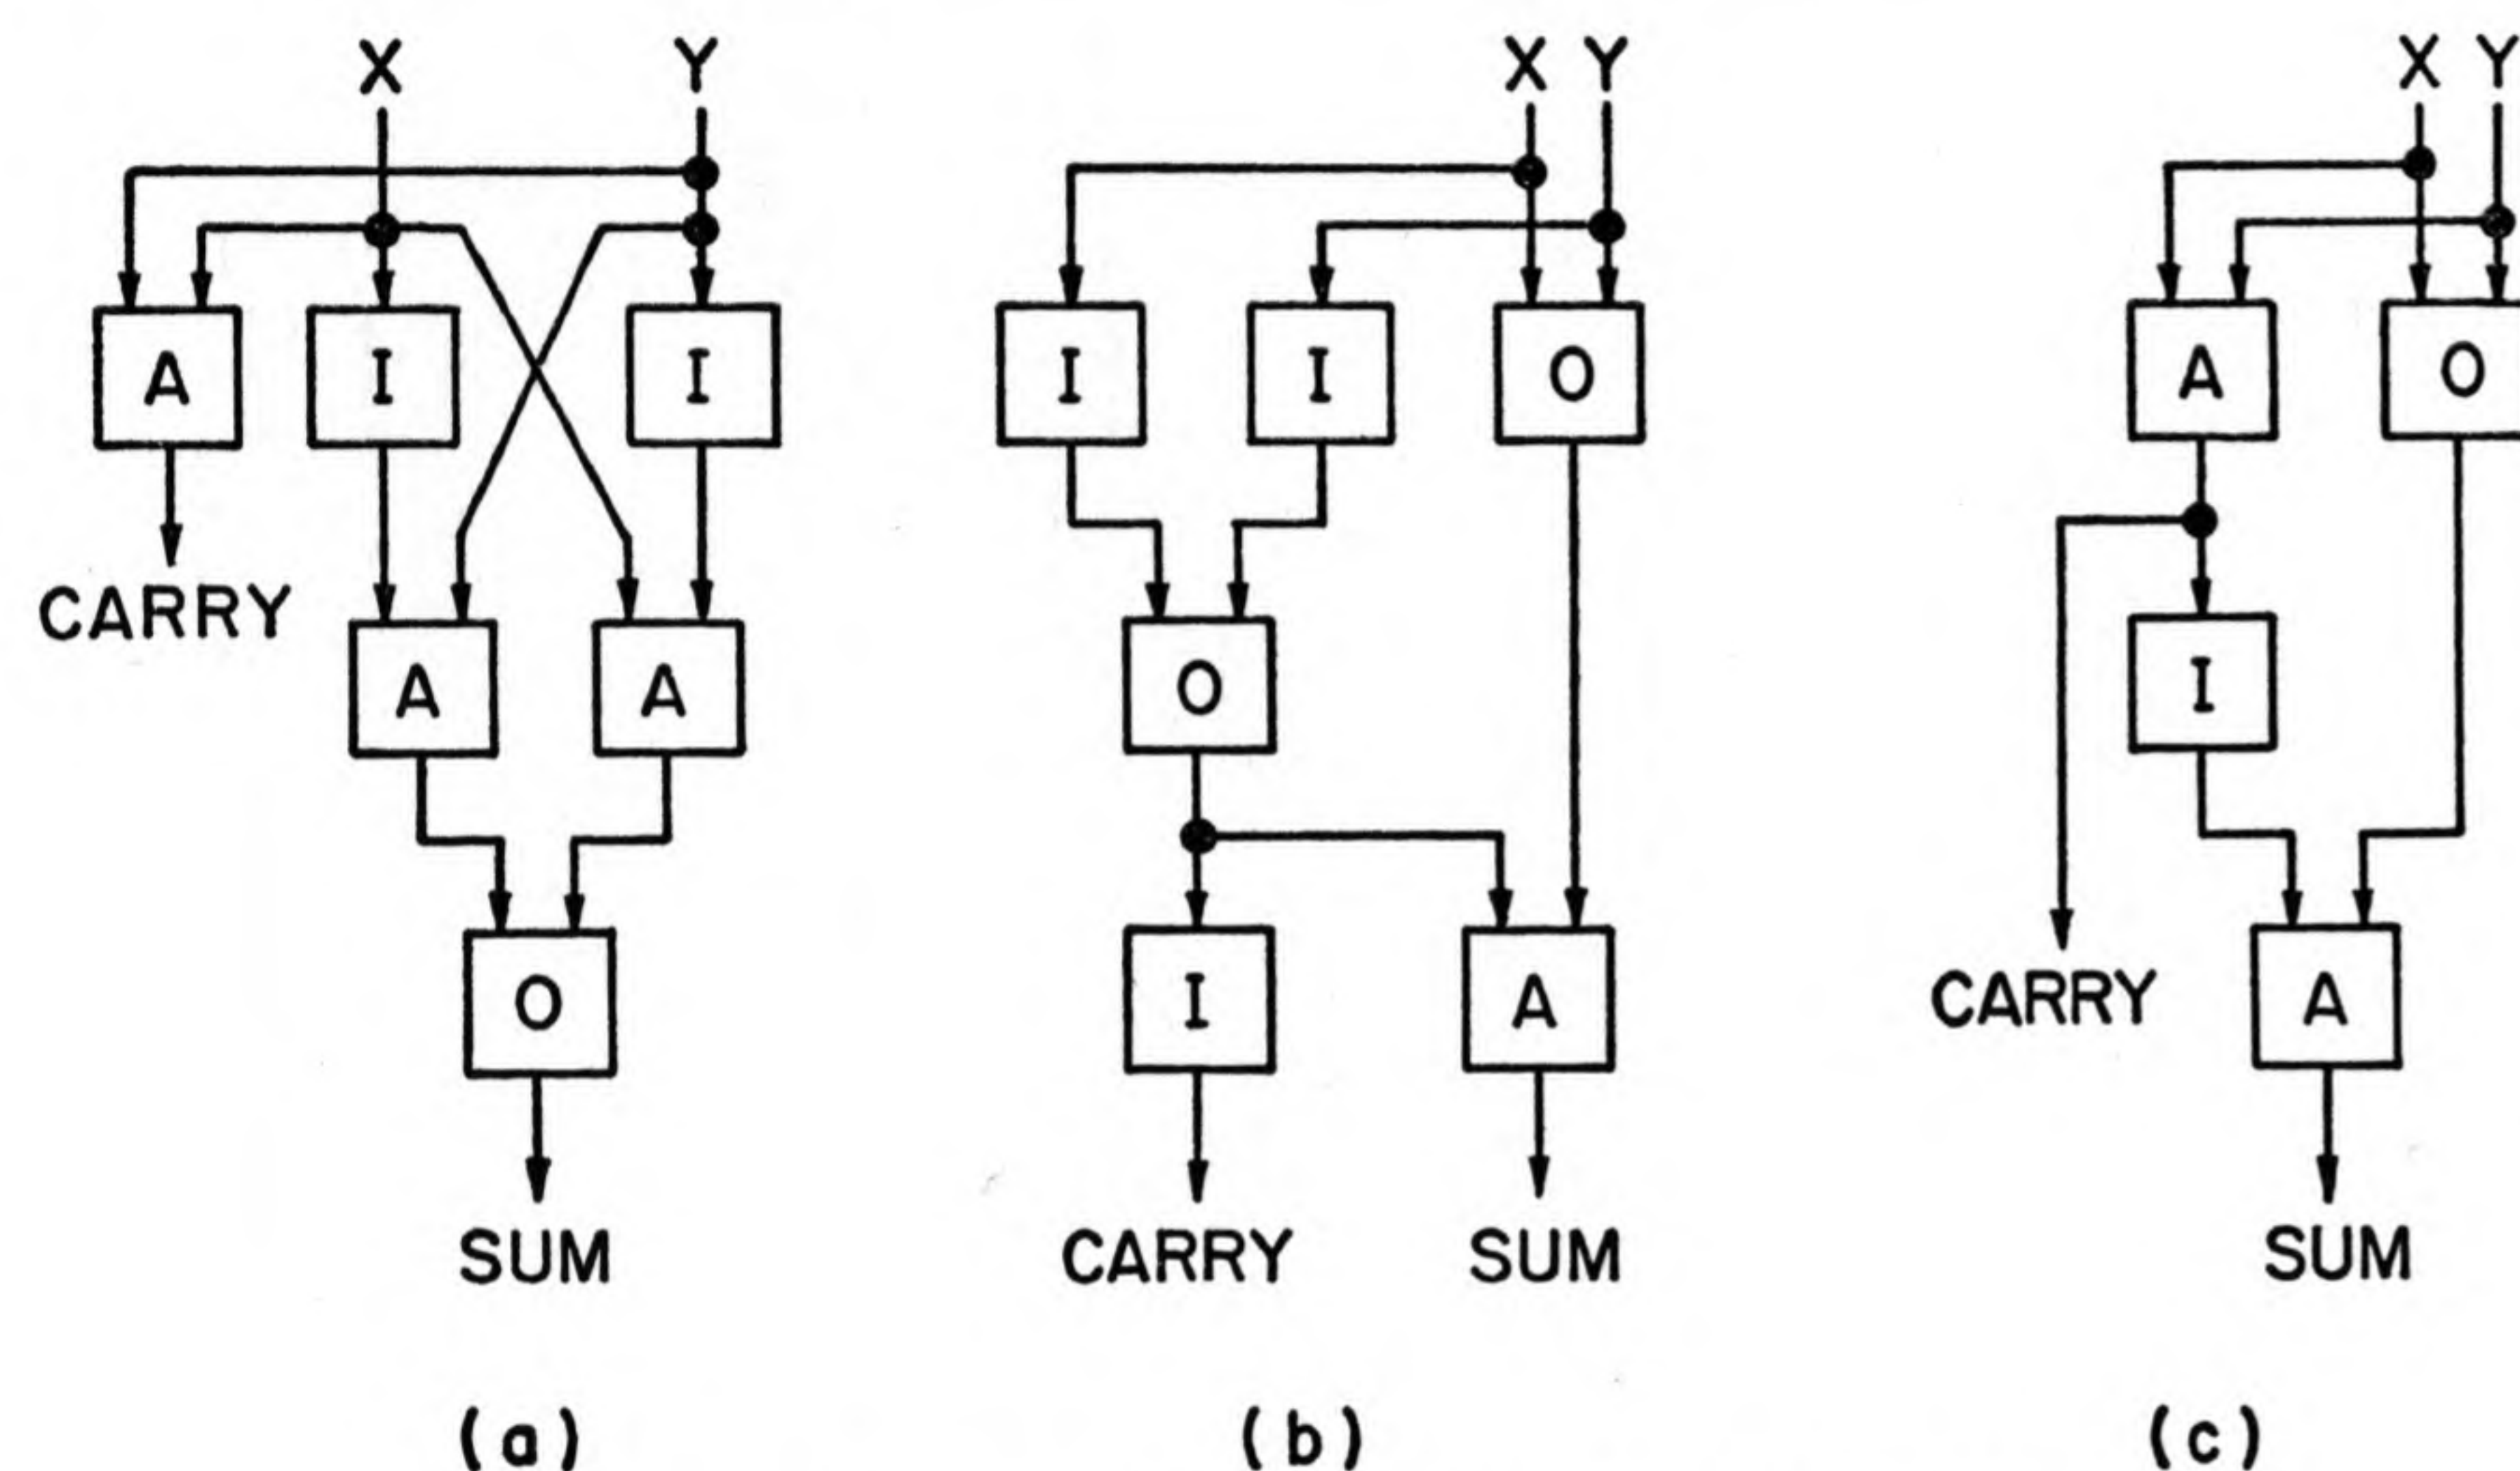 X Y
A I I
CARRY
A A
O
SUM
(a)
X Y
I I O
O
I A
CARRY SUM
(b)
X Y
A O
I
CARRY
A
SUM
(c)